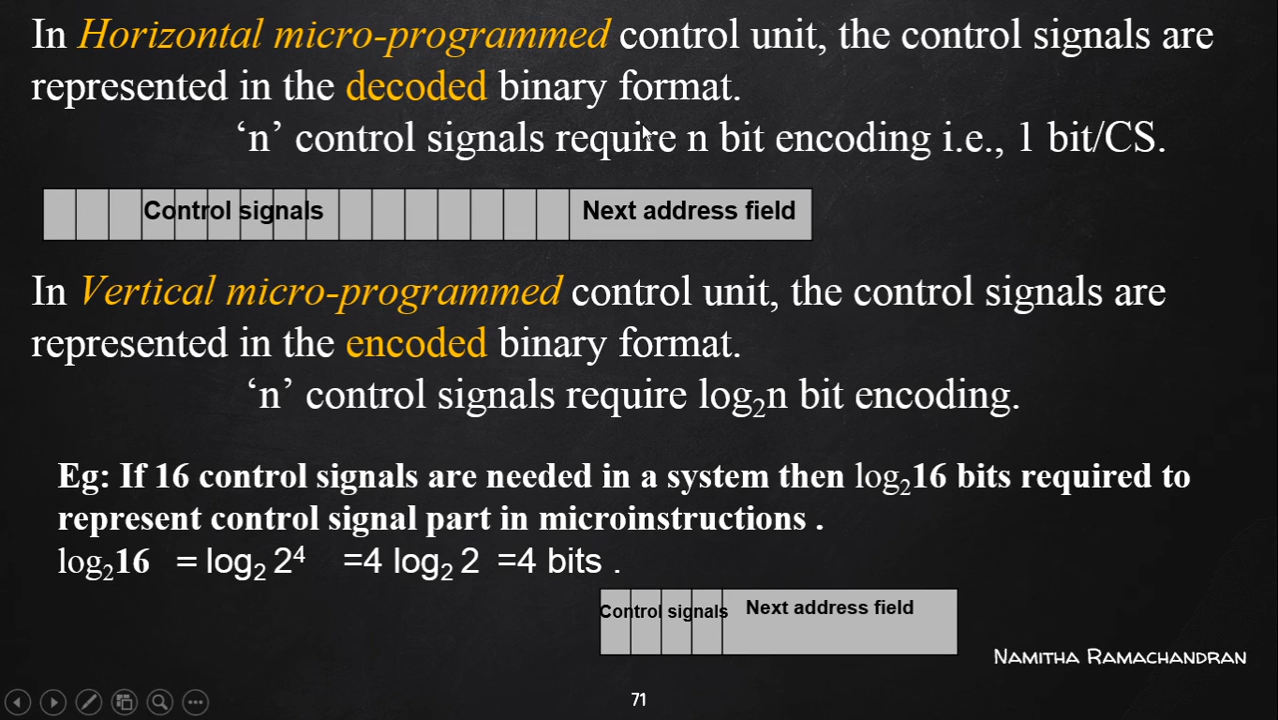 In Horizontal micro-programmed control unit, the control signals are
represented in the decoded binary format.
‘n’ control signals require n bit encoding i.e., 1 bit/CS.
Control signals Next address field
In Vertical micro-programmed control unit, the control signals are
represented in the encoded binary format.
‘n’ control signals require log₂n bit encoding.
Eg: If 16 control signals are needed in a system then log₂16 bits required to
represent control signal part in microinstructions .
log₂16 = log₂ 2⁴ =4 log₂ 2 =4 bits .
Control signals Next address field
Namitha Ramachandran
71